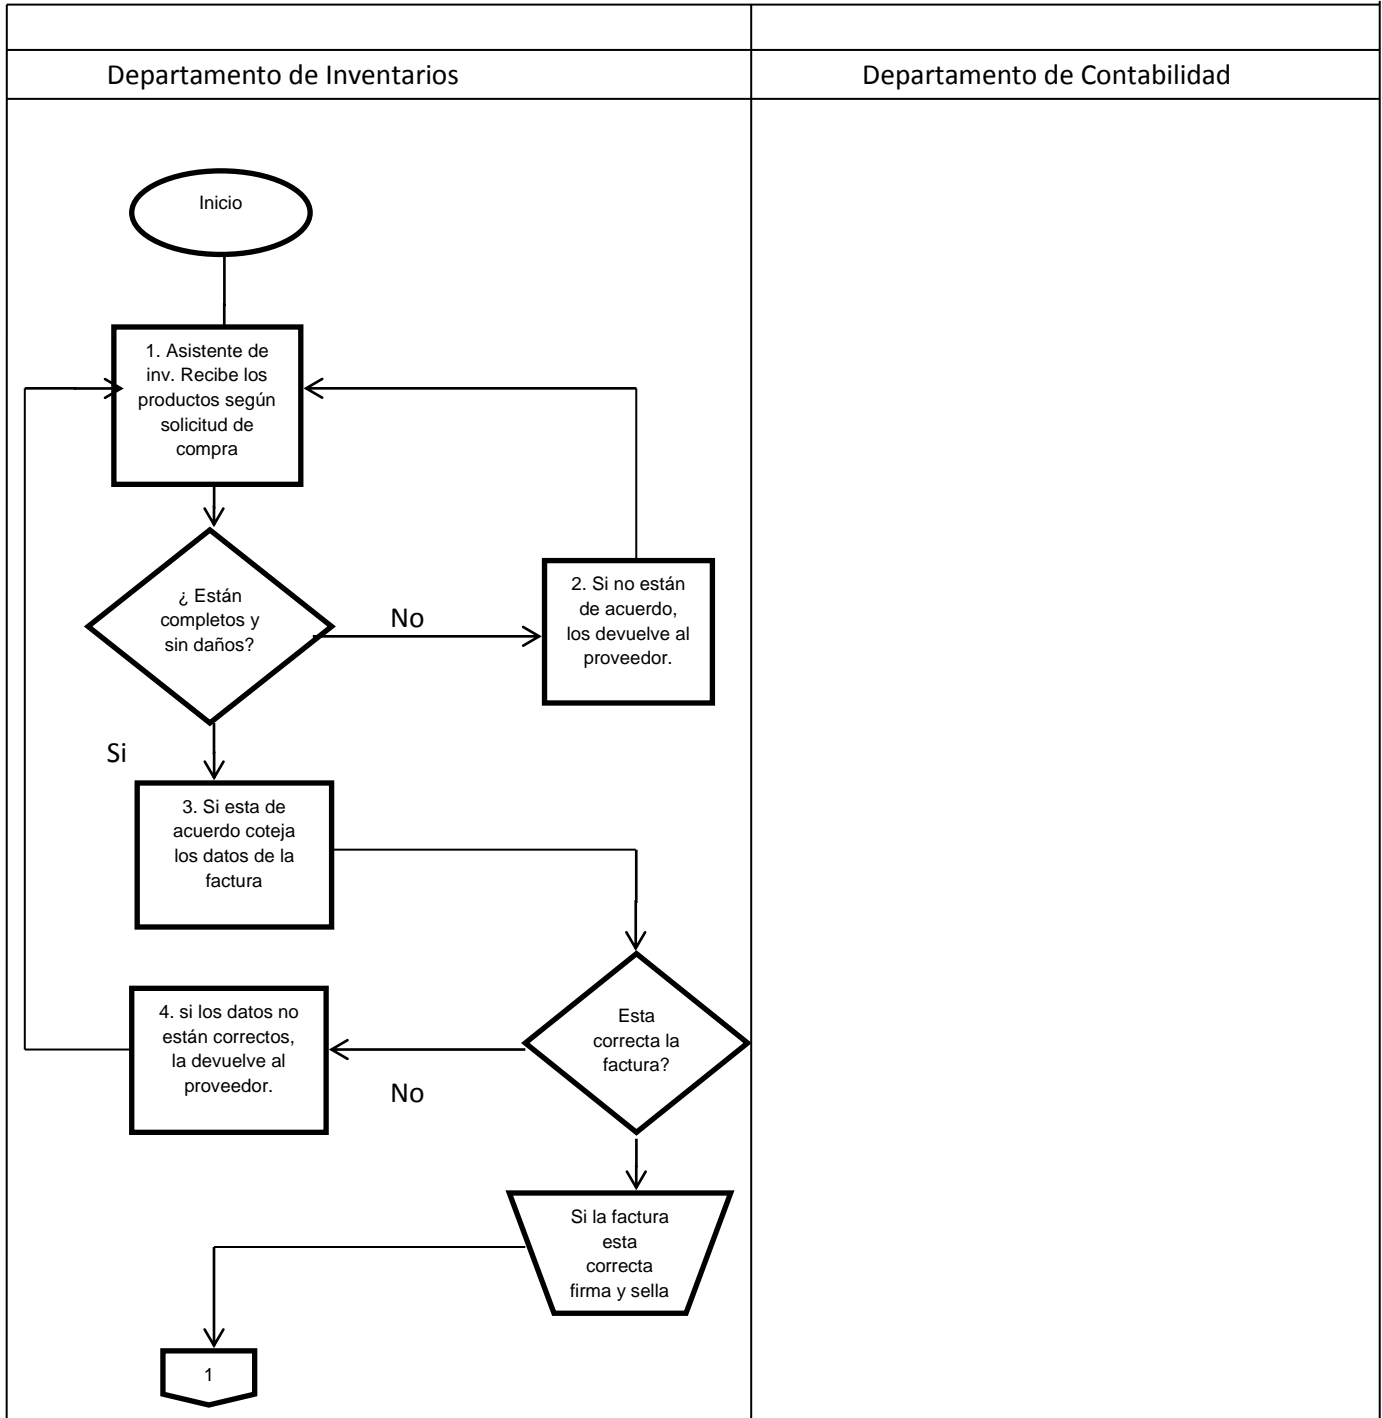 Departamento de Inventarios
Departamento de Contabilidad
Inicio
1. Asistente de
inv. Recibe los
productos según
solicitud de
compra
¿ Están
completos y
sin daños?
No
2. Si no están
de acuerdo,
los devuelve al
proveedor.
Si
3. Si esta de
acuerdo coteja
los datos de la
factura
Esta
correcta la
factura?
No
4. si los datos no
están correctos,
la devuelve al
proveedor.
Si la factura
esta
correcta
firma y sella
1